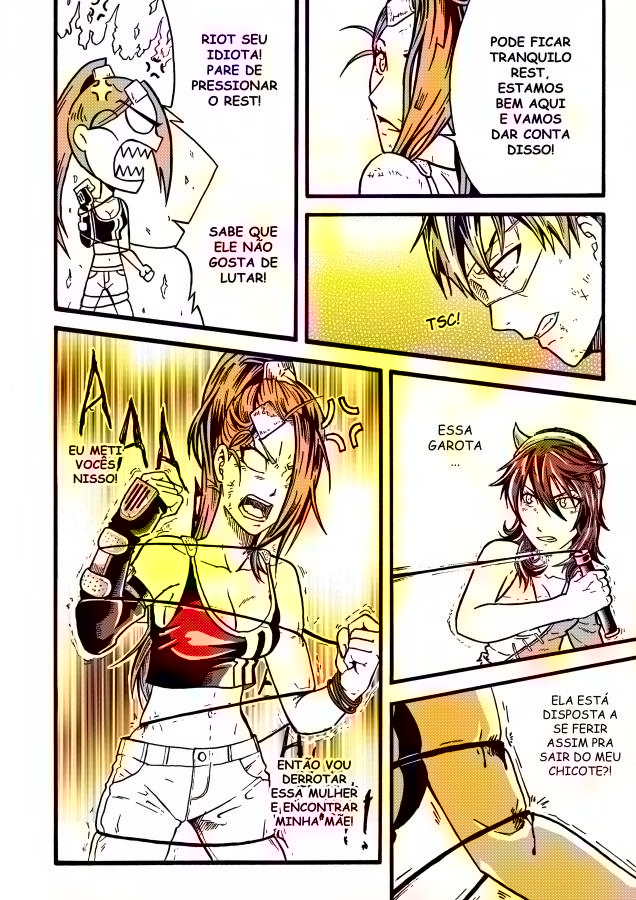 RIOT SEU
IDIOTA!
PARE DE
PRESSIONAR
O REST!
SABE QUE
ELE NÃO
GOSTA DE
LUTAR!
PODE FICAR
TRANQUILO
REST,
ESTAMOS
BEM AQUI
E VAMOS
DAR CONTA
DISSO!
TSC!
A
A
A
A
EU METI
VOCÊS
NISSO!
A
A
H
!
ENTÃO VOU
DERROTAR
ESSA MULHER
E ENCONTRAR
MINHA MÃE!
ESSA
GAROTA
...
ELA ESTÁ
DISPOSTA A
SE FERIR
ASSIM PRA
SAIR DO MEU
CHICOTE?!